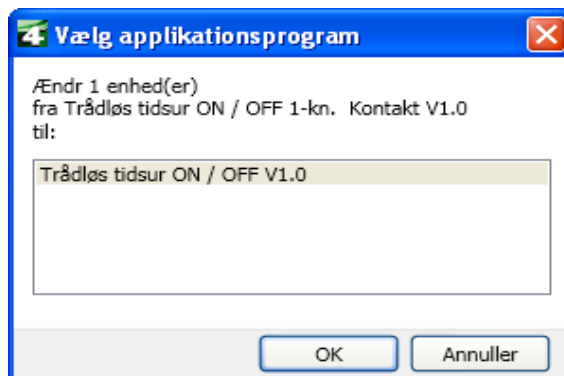 4 Vælg applikationsprogram
Ændr 1 enhed(er)
fra Trådløs tidsur ON / OFF 1-kn.  Kontakt V1.0
til:
Trådløs tidsur ON / OFF V1.0
OK
Annuller